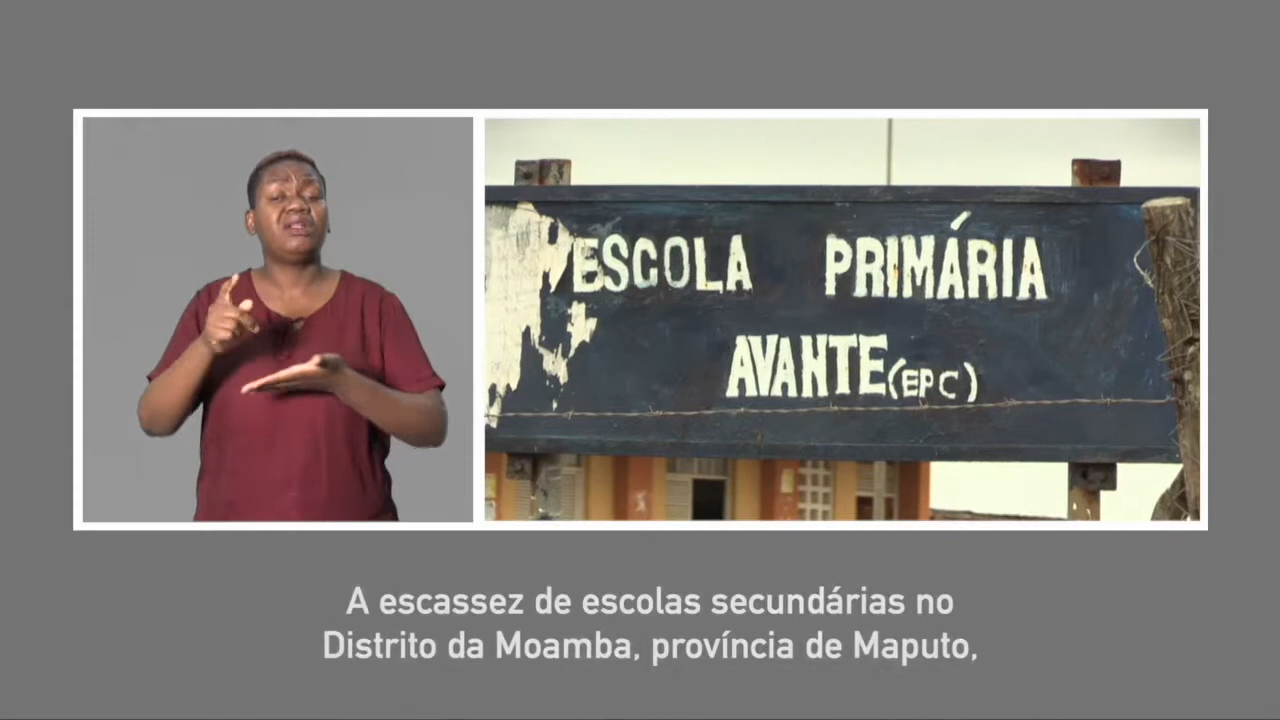 ESCOLA PRIMÁRIA
AVANTE (EPC)
A escassez de escolas secundárias no
Distrito da Moamba, província de Maputo,